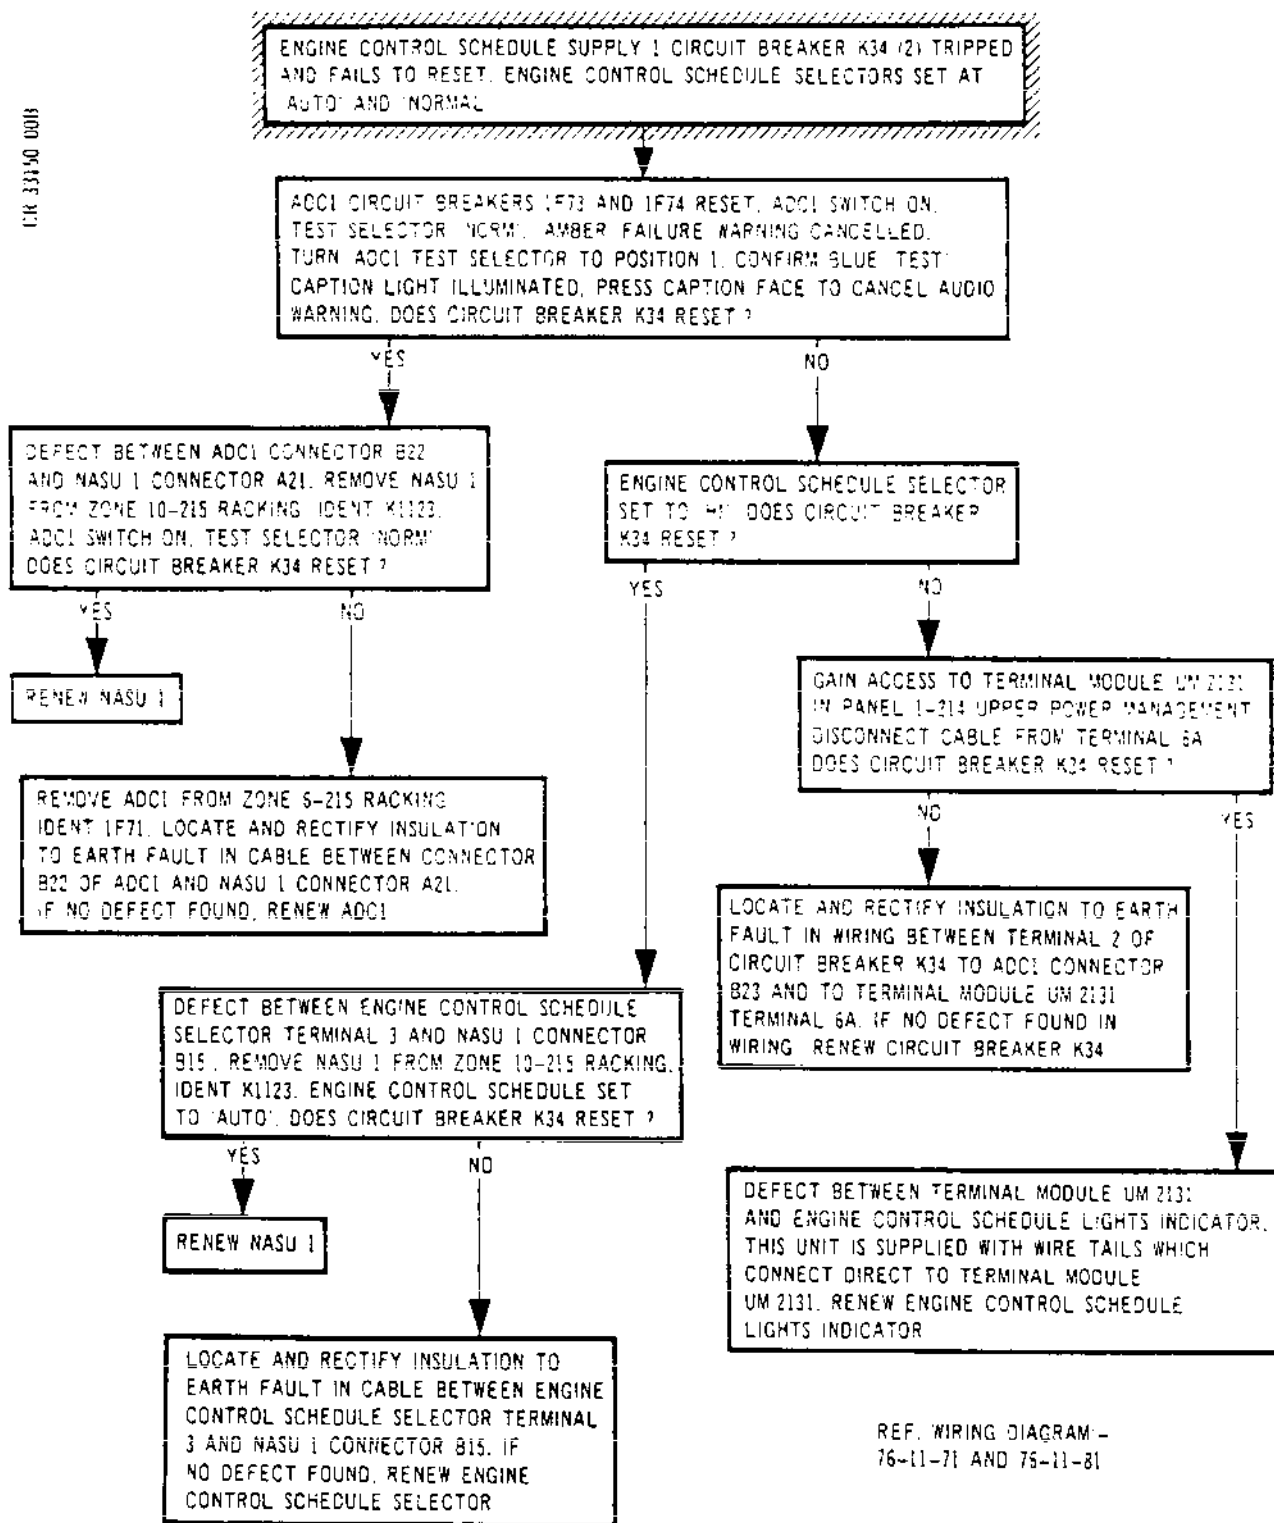 ENGINE CONTROL SCHEDULE SUPPLY 1 CIRCUIT BREAKER K34 (2) TRIPPED
AND FAILS TO RESET. ENGINE CONTROL SCHEDULE SELECTORS SET AT
'AUTO' AND 'NORMAL
ADC1 CIRCUIT BREAKERS 1F73 AND 1F74 RESET, ADC1 SWITCH ON,
TEST SELECTOR 'NORM', AMBER FAILURE WARNING CANCELLED.
TURN ADC1 TEST SELECTOR TO POSITION 1, CONFIRM BLUE 'TEST'
CAPTION LIGHT ILLUMINATED, PRESS CAPTION FACE TO CANCEL AUDIO
WARNING. DOES CIRCUIT BREAKER K34 RESET ?
YES
NO
DEFECT BETWEEN ADC1 CONNECTOR B22
AND NASU 1 CONNECTOR A21. REMOVE NASU 1
FROM ZONE 10-215 RACKING, IDENT K1123.
ADC1 SWITCH ON, TEST SELECTOR 'NORM'
DOES CIRCUIT BREAKER K34 RESET ?
ENGINE CONTROL SCHEDULE SELECTOR
SET TO 'HI' DOES CIRCUIT BREAKER
K34 RESET ?
YES
NO
YES
NO
RENEW NASU 1
GAIN ACCESS TO TERMINAL MODULE UM 2131
IN PANEL 1-214 UPPER POWER MANAGEMENT
DISCONNECT CABLE FROM TERMINAL 6A
DOES CIRCUIT BREAKER K34 RESET ?
REMOVE ADC1 FROM ZONE 5-215 RACKING
IDENT 1F71. LOCATE AND RECTIFY INSULATION
TO EARTH FAULT IN CABLE BETWEEN CONNECTOR
B22 OF ADC1 AND NASU 1 CONNECTOR A21.
IF NO DEFECT FOUND, RENEW ADC1
NO
YES
LOCATE AND RECTIFY INSULATION TO EARTH
FAULT IN WIRING BETWEEN TERMINAL 2 OF
CIRCUIT BREAKER K34 TO ADC1 CONNECTOR
B23 AND TO TERMINAL MODULE UM 2131
TERMINAL 6A. IF NO DEFECT FOUND IN
WIRING RENEW CIRCUIT BREAKER K34
DEFECT BETWEEN ENGINE CONTROL SCHEDULE
SELECTOR TERMINAL 3 AND NASU 1 CONNECTOR
B15. REMOVE NASU 1 FROM ZONE 10-215 RACKING,
IDENT K1123. ENGINE CONTROL SCHEDULE SET
TO 'AUTO'. DOES CIRCUIT BREAKER K34 RESET ?
YES
NO
RENEW NASU 1
DEFECT BETWEEN TERMINAL MODULE UM 2131
AND ENGINE CONTROL SCHEDULE LIGHTS INDICATOR.
THIS UNIT IS SUPPLIED WITH WIRE TAILS WHICH
CONNECT DIRECT TO TERMINAL MODULE
UM 2131. RENEW ENGINE CONTROL SCHEDULE
LIGHTS INDICATOR
LOCATE AND RECTIFY INSULATION TO
EARTH FAULT IN CABLE BETWEEN ENGINE
CONTROL SCHEDULE SELECTOR TERMINAL
3 AND NASU 1 CONNECTOR B15. IF
NO DEFECT FOUND, RENEW ENGINE
CONTROL SCHEDULE SELECTOR
REF. WIRING DIAGRAM :-
76-11-71 AND 76-11-81